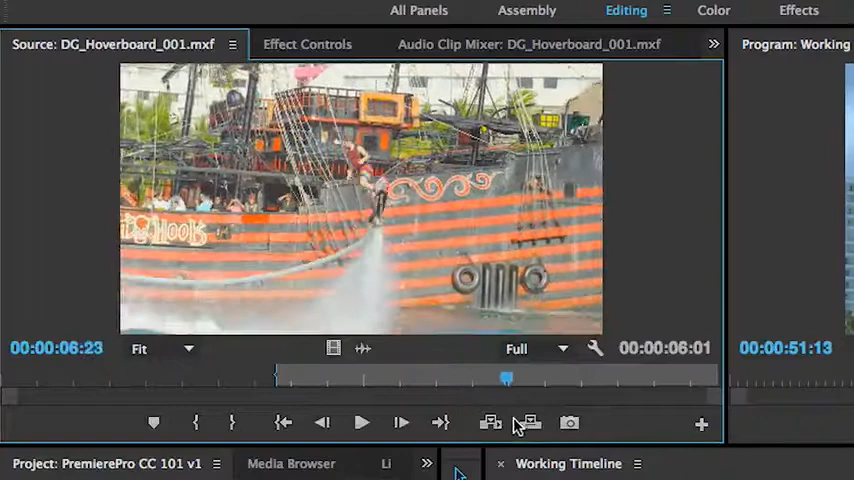 All Panels Assembly Editing Color Effects
Source: DG_Hoverboard_001.mxf Effect Controls Audio Clip Mixer: DG_Hoverboard_001.mxf Program: Working
Hook's
00:00:06:23 Fit Full 00:00:06:01 00:00:51:13
Project: PremierePro CC 101 v1 Media Browser Li Working Timeline